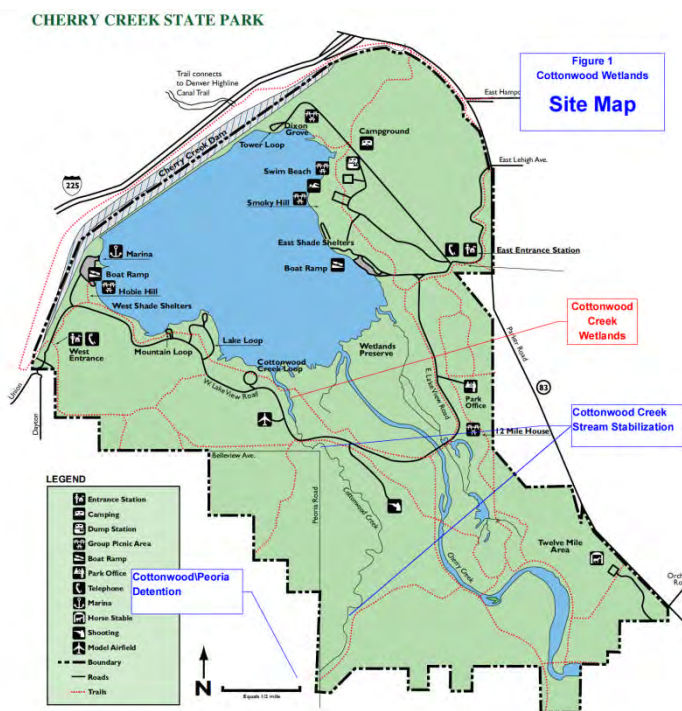 CHERRY CREEK STATE PARK
Figure 1
Cottonwood Wetlands
Site Map
Trail connects
to Denver Highline
Canal Trail
East Lehigh Ave.
225
Cherry Creek Dam
Dixon
Grove
Tower Loop
Campground
Swim Beach
Smoky Hill
East Shade Shelters
East Entrance Station
Boat Ramp
Marina
Boat Ramp
Hobie Hill
West Shade Shelters
West
Entrance
Mountain Loop
Lake Loop
Cottonwood
Creek Loop
Wetlands
Preserve
W Lake View Road
E Lake View Road
Park
Office
Parker Road
83
Cottonwood
Creek
Wetlands
Cottonwood Creek
Stream Stabilization
12 Mile House
Union
Dayton
Belleview Ave.
Peoria Road
Cottonwood Creek
Cherry Creek
Twelve Mile
Area
LEGEND
Entrance Station
Camping
Dump Station
Group Picnic Area
Boat Ramp
Park Office
Telephone
Marina
Horse Stable
Shooting
Model Airfield
Boundary
Roads
Trails
Cottonwood\Peoria
Detention
N
Equals 1/2 mile